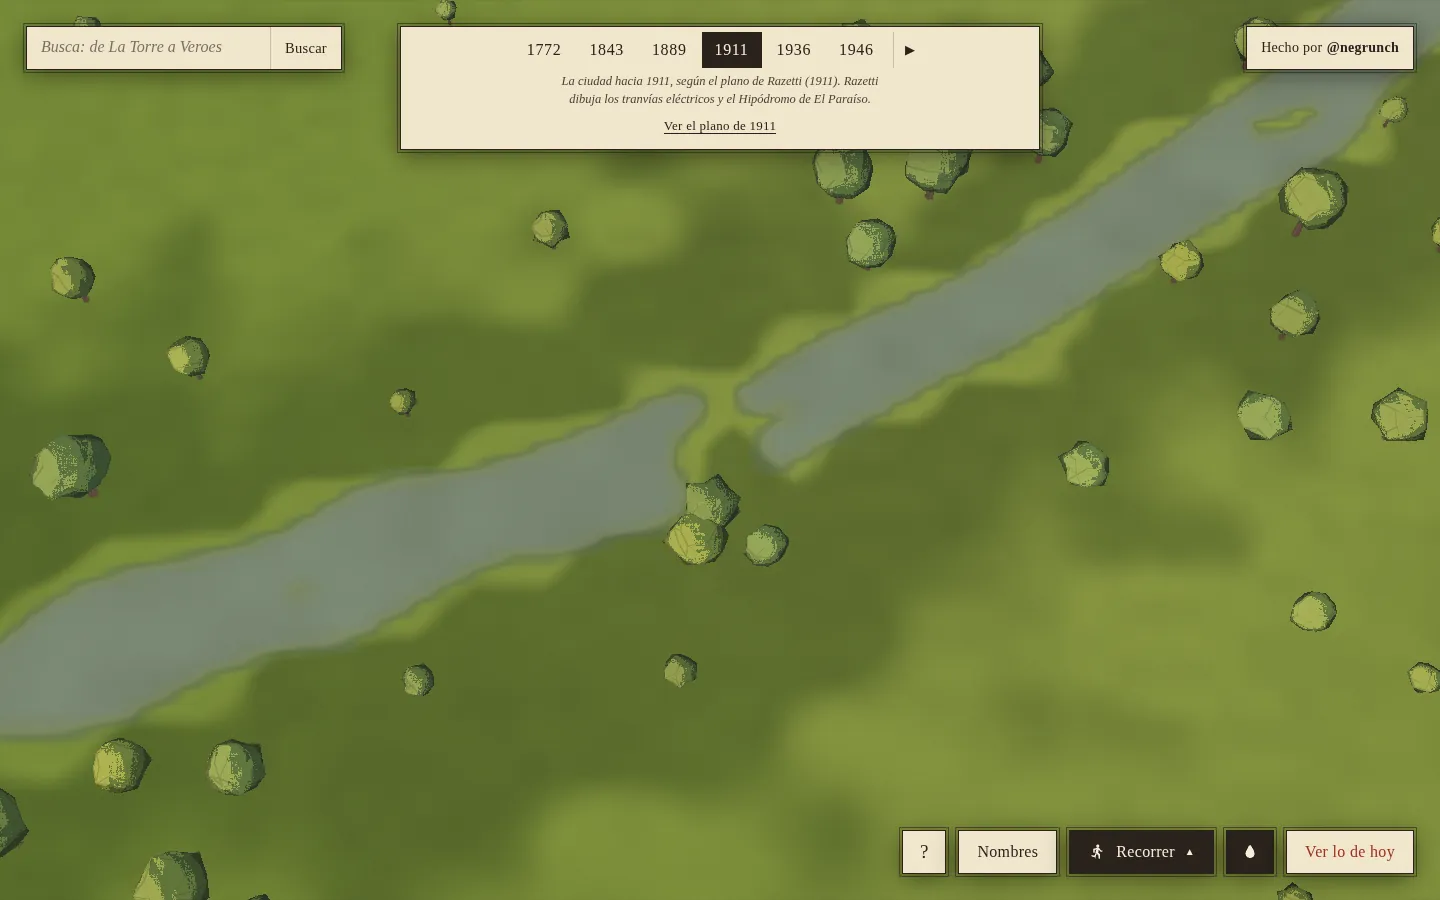 Busca: de La Torre a Veroes
Buscar
1772 1843 1889 1911 1936 1946
La ciudad hacia 1911, según el plano de Razetti (1911). Razetti
dibuja los tranvías eléctricos y el Hipódromo de El Paraíso.
Ver el plano de 1911
Hecho por @negrunch
?
Nombres
Recorrer
Ver lo de hoy